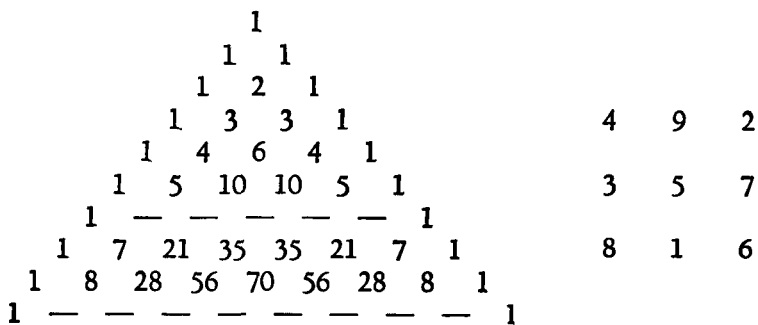 1
1 1
1 2 1
1 3 3 1
1 4 6 4 1
1 5 10 10 5 1
1 — — — — — 1
1 7 21 35 35 21 7 1
1 8 28 56 70 56 28 8 1
1 — — — — — — — — 1
4 9 2
3 5 7
8 1 6